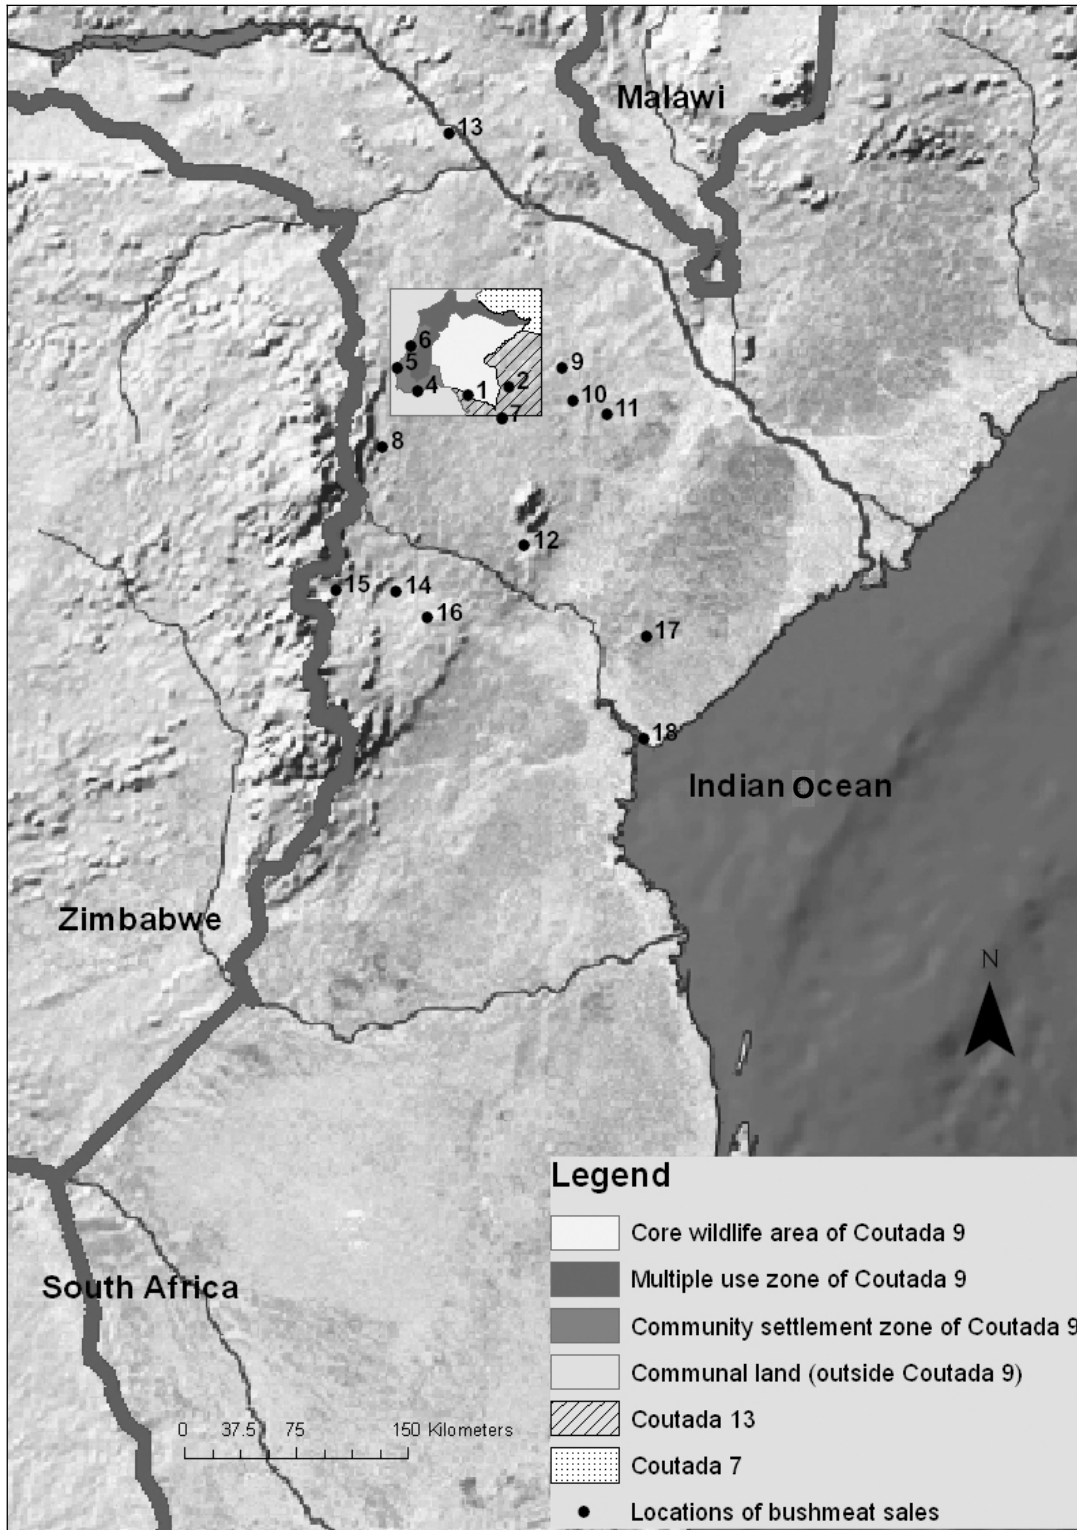 Malawi
13
6
5
9
4
1
2
10
11
7
8
12
15
14
16
17
18
Indian Ocean
Zimbabwe
N
Legend
Core wildlife area of Coutada 9
Multiple use zone of Coutada 9
South Africa
Community settlement zone of Coutada 9
Communal land (outside Coutada 9)
Coutada 13
0 37.5 75 150 Kilometers
Coutada 7
Locations of bushmeat sales